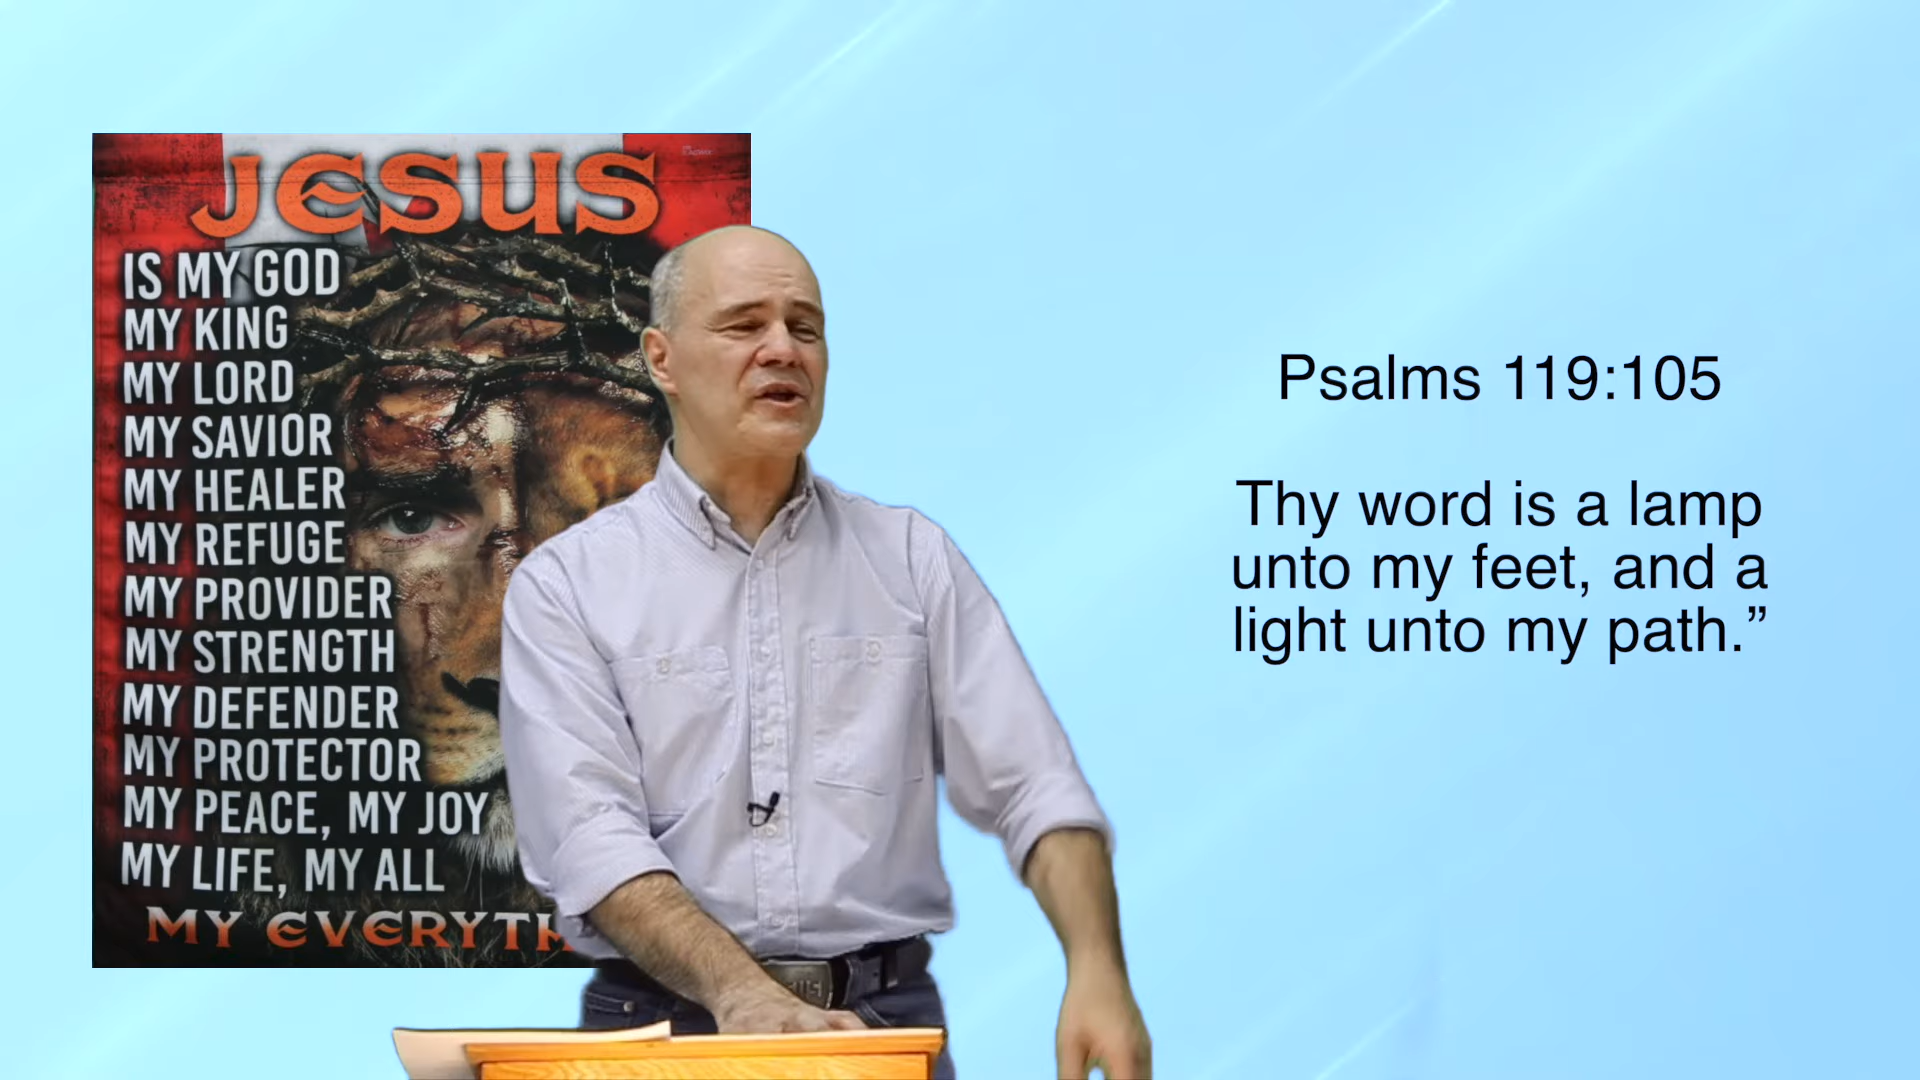 JESUS
IS MY GOD
MY KING
MY LORD
MY SAVIOR
MY HEALER
MY REFUGE
MY PROVIDER
MY STRENGTH
MY DEFENDER
MY PROTECTOR
MY PEACE, MY JOY
MY LIFE, MY ALL
MY EVERYTH
Psalms 119:105
Thy word is a lamp
unto my feet, and a
light unto my path.”